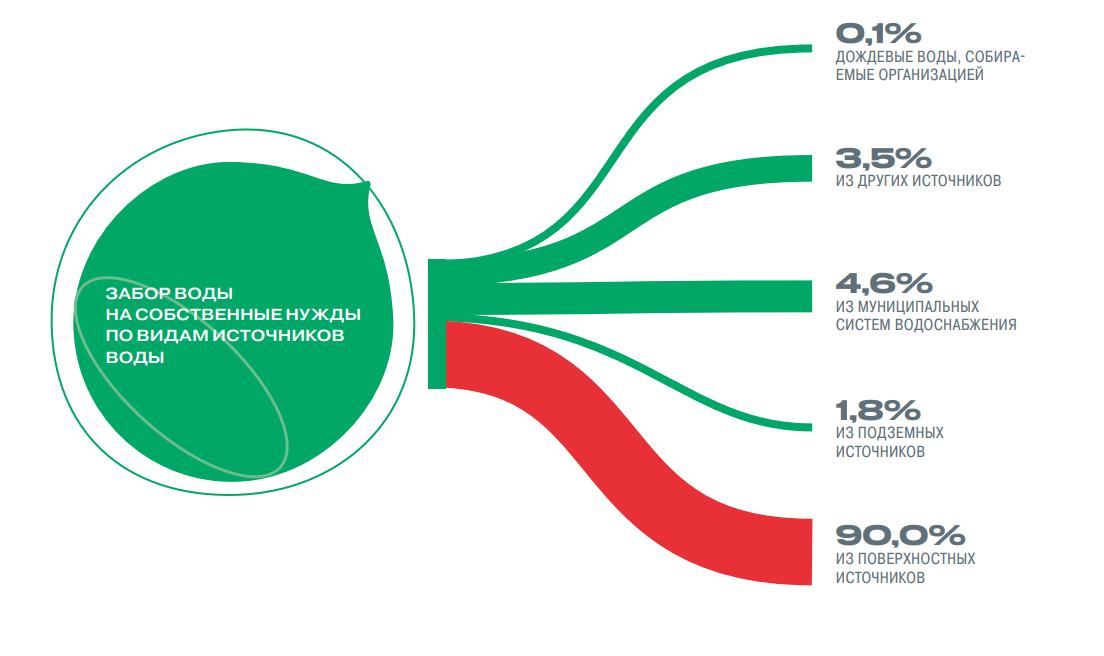 ЗАБОР ВОДЫ
НА СОБСТВЕННЫЕ НУЖДЫ
ПО ВИДАМ ИСТОЧНИКОВ
ВОДЫ
0,1%
ДОЖДЕВЫЕ ВОДЫ, СОБИРА-
ЕМЫЕ ОРГАНИЗАЦИЕЙ
3,5%
ИЗ ДРУГИХ ИСТОЧНИКОВ
4,6%
ИЗ МУНИЦИПАЛЬНЫХ
СИСТЕМ ВОДОСНАБЖЕНИЯ
1,8%
ИЗ ПОДЗЕМНЫХ
ИСТОЧНИКОВ
90,0%
ИЗ ПОВЕРХНОСТНЫХ
ИСТОЧНИКОВ